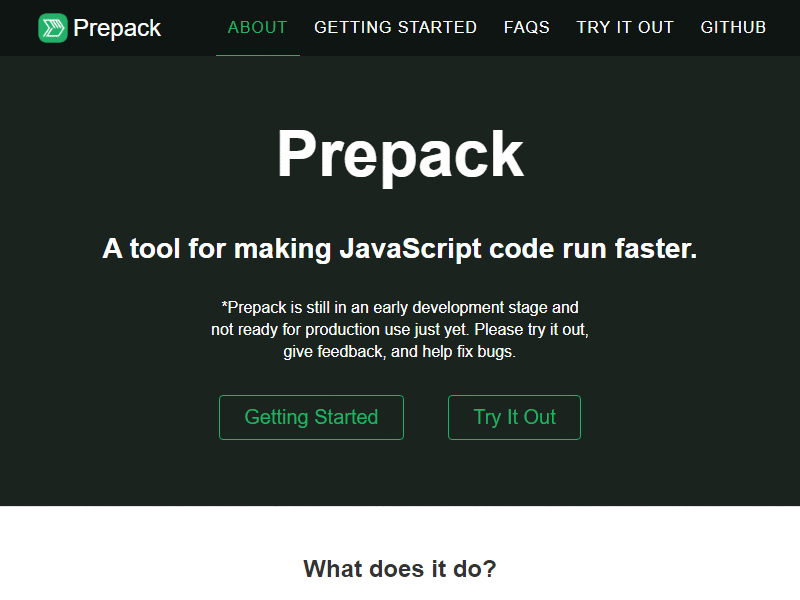 Prepack
ABOUT
GETTING STARTED
FAQS
TRY IT OUT
GITHUB
Prepack
A tool for making JavaScript code run faster.
*Prepack is still in an early development stage and
not ready for production use just yet. Please try it out,
give feedback, and help fix bugs.
Getting Started
Try It Out
What does it do?